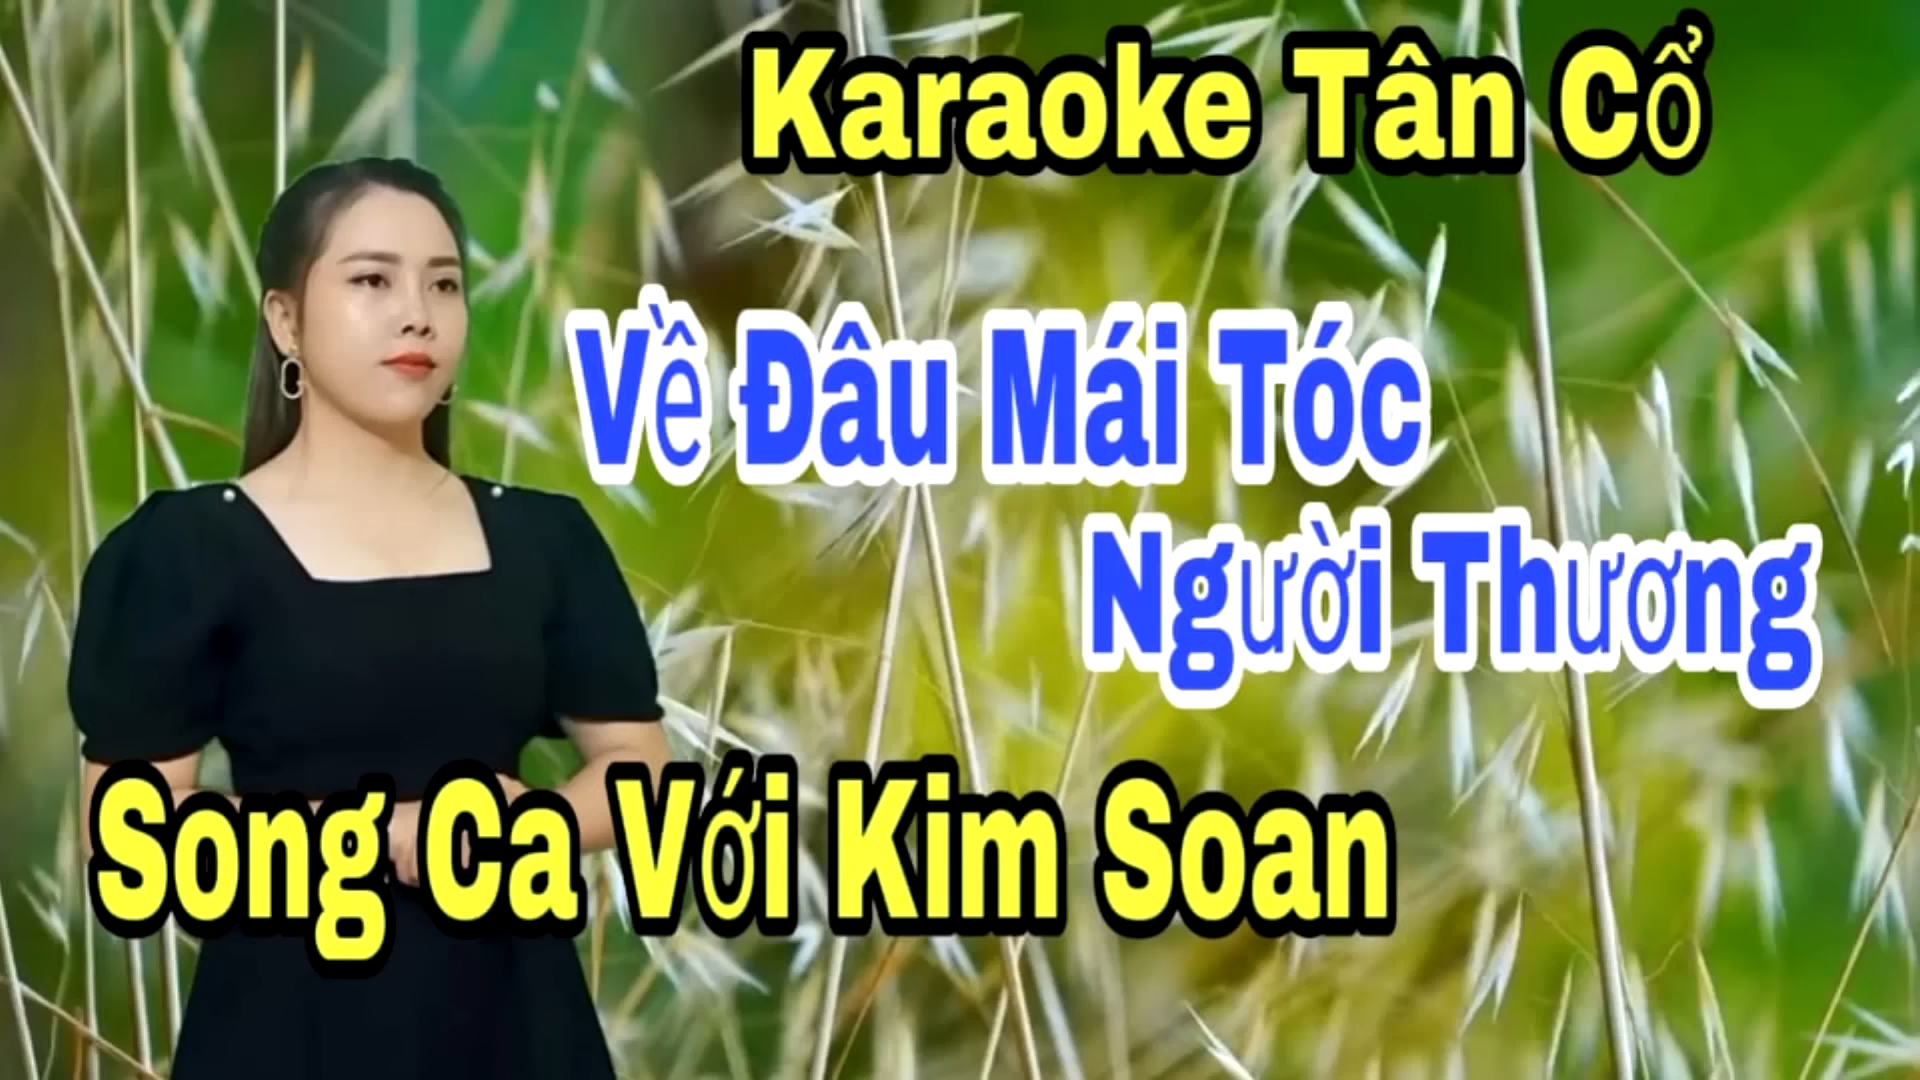 Karaoke Tân Cổ
Về Đâu Mái Tóc
Người Thương
Song Ca Với Kim Soan